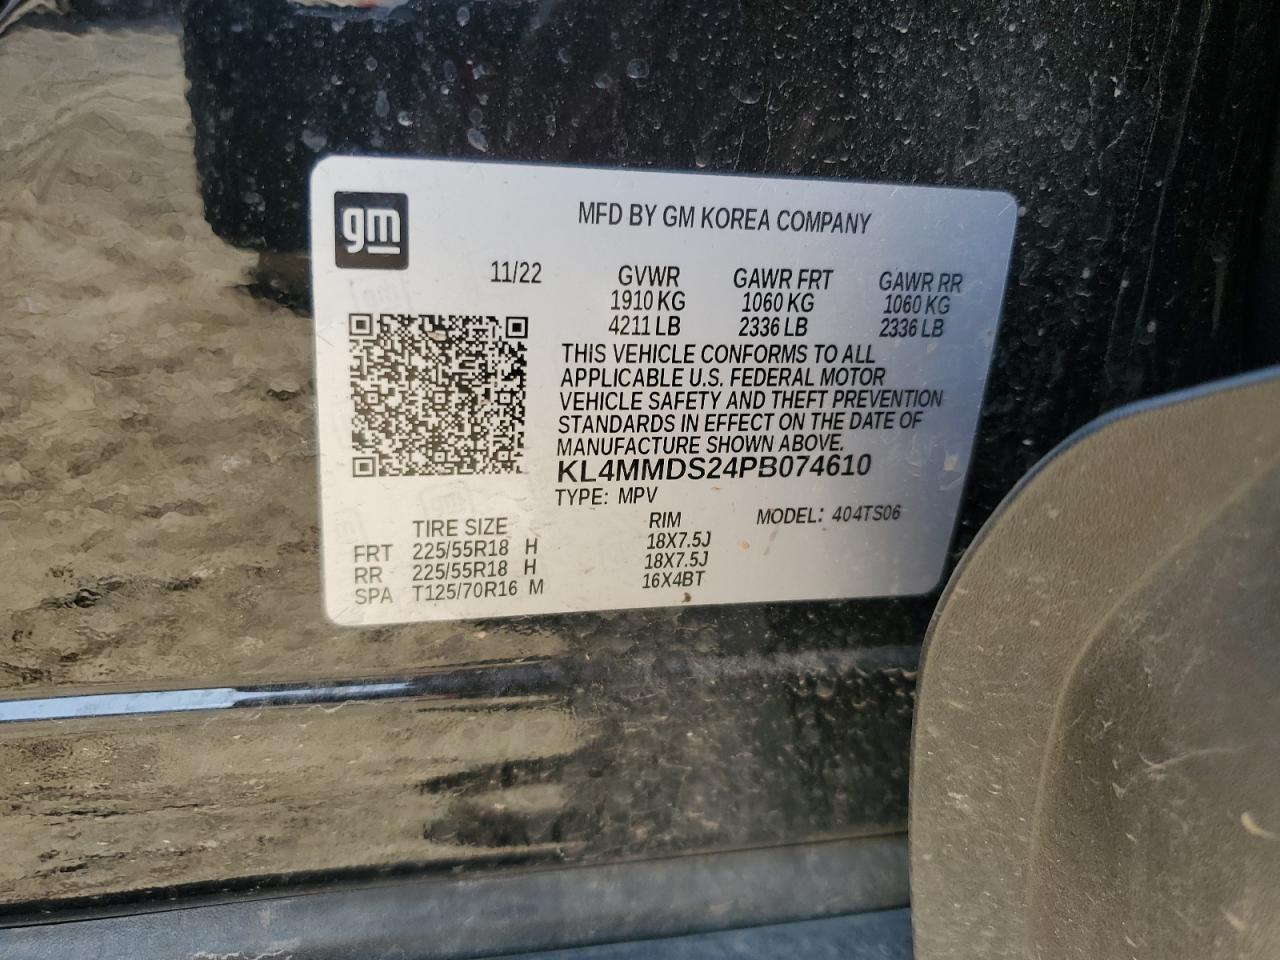 gm
MFD BY GM KOREA COMPANY
11/22 GVWR GAWR FRT GAWR RR
1910 KG 1060 KG 1060 KG
4211 LB 2336 LB 2336 LB
THIS VEHICLE CONFORMS TO ALL
APPLICABLE U.S. FEDERAL MOTOR
VEHICLE SAFETY AND THEFT PREVENTION
STANDARDS IN EFFECT ON THE DATE OF
MANUFACTURE SHOWN ABOVE.
KL4MMDS24PB074610
TYPE: MPV
TIRE SIZE RIM MODEL: 404TS06
FRT 225/55R18 H 18X7.5J
RR 225/55R18 H 18X7.5J
SPA T125/70R16 M 16X4BT